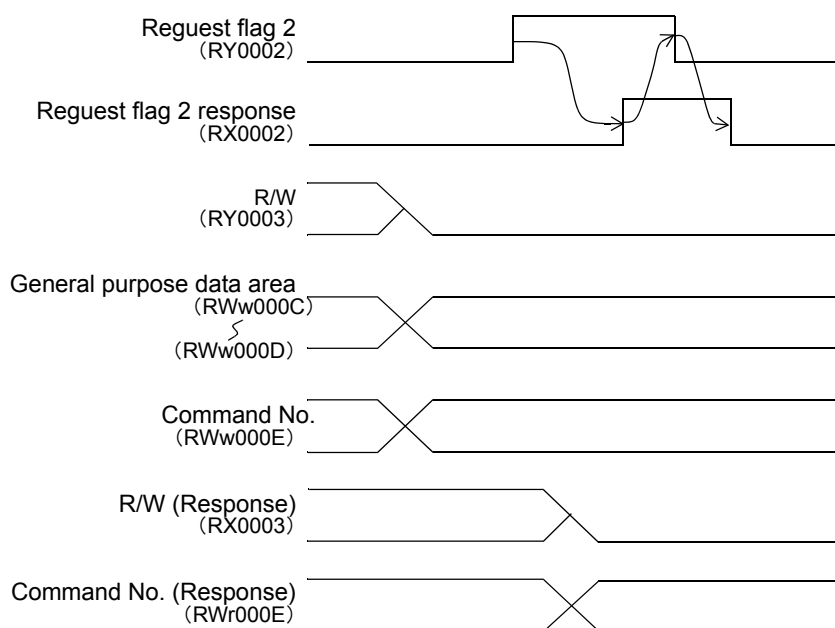 Reguest flag 2
（RY0002）
Reguest flag 2 response
（RX0002）
R/W
（RY0003）
General purpose data area
（RWw000C）
（RWw000D）
Command No.
（RWw000E）
R/W (Response)
（RX0003）
Command No. (Response)
（RWr000E）